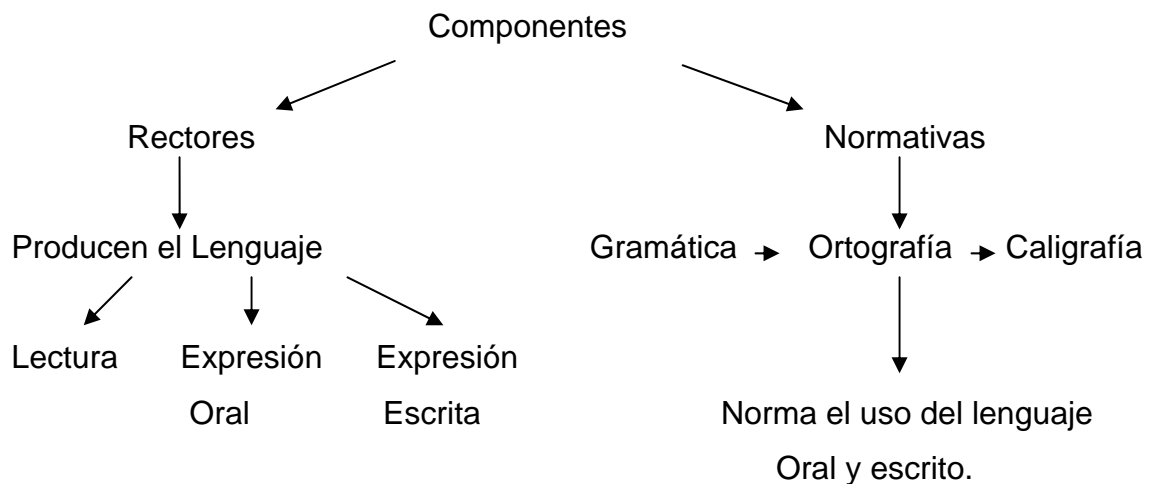 Componentes
Rectores Normativas
Producen el Lenguaje Gramática Ortografía Caligrafía
Lectura Expresión Expresión
Oral Escrita Norma el uso del lenguaje
Oral y escrito.